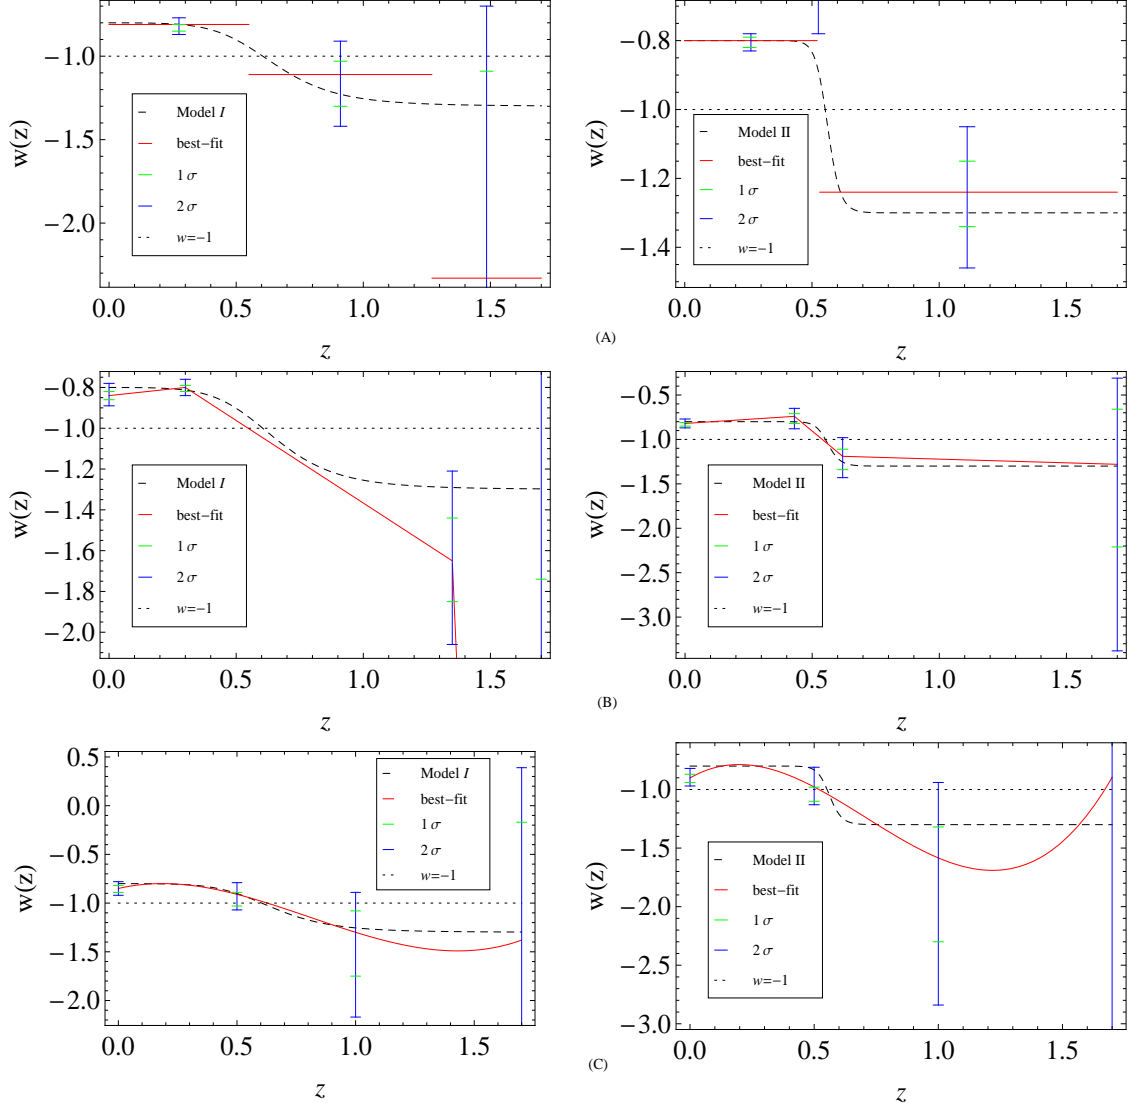 −1.0
−1.5
−2.0
w(z)
Model I
best−fit
1 σ
2 σ
w=−1
0.0 0.5 1.0 1.5
z
−0.8
−1.0
−1.2
−1.4
w(z)
Model II
best−fit
1 σ
2 σ
w=−1
0.0 0.5 1.0 1.5
z
(A)
−0.8
−1.0
−1.2
−1.4
−1.6
−1.8
−2.0
w(z)
Model I
best−fit
1 σ
2 σ
w=−1
0.0 0.5 1.0 1.5
z
−0.5
−1.0
−1.5
−2.0
−2.5
−3.0
w(z)
Model II
best−fit
1 σ
2 σ
w=−1
0.0 0.5 1.0 1.5
z
(B)
0.5
0.0
−0.5
−1.0
−1.5
−2.0
w(z)
Model I
best−fit
1 σ
2 σ
w=−1
0.0 0.5 1.0 1.5
z
−1.0
−1.5
−2.0
−2.5
−3.0
w(z)
Model II
best−fit
1 σ
2 σ
w=−1
0.0 0.5 1.0 1.5
z
(C)